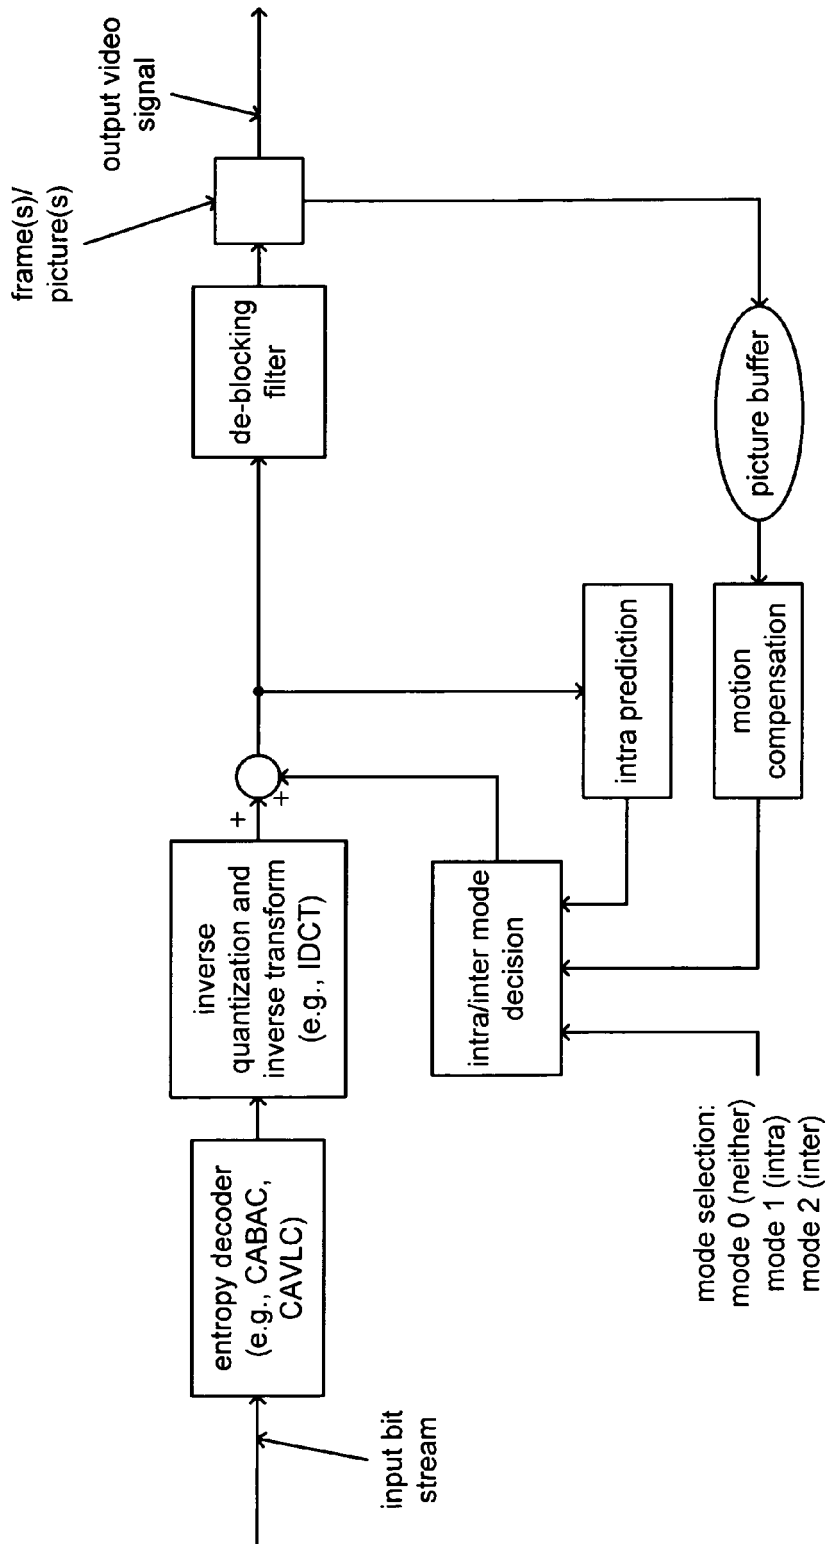 input bit
stream
entropy decoder
(e.g., CABAC,
CAVLC)
inverse
quantization and
inverse transform
(e.g., IDCT)
+
+
de-blocking
filter
frame(s)/
picture(s)
output video
signal
intra/inter mode
decision
intra prediction
motion
compensation
picture buffer
mode selection:
mode 0 (neither)
mode 1 (intra)
mode 2 (inter)